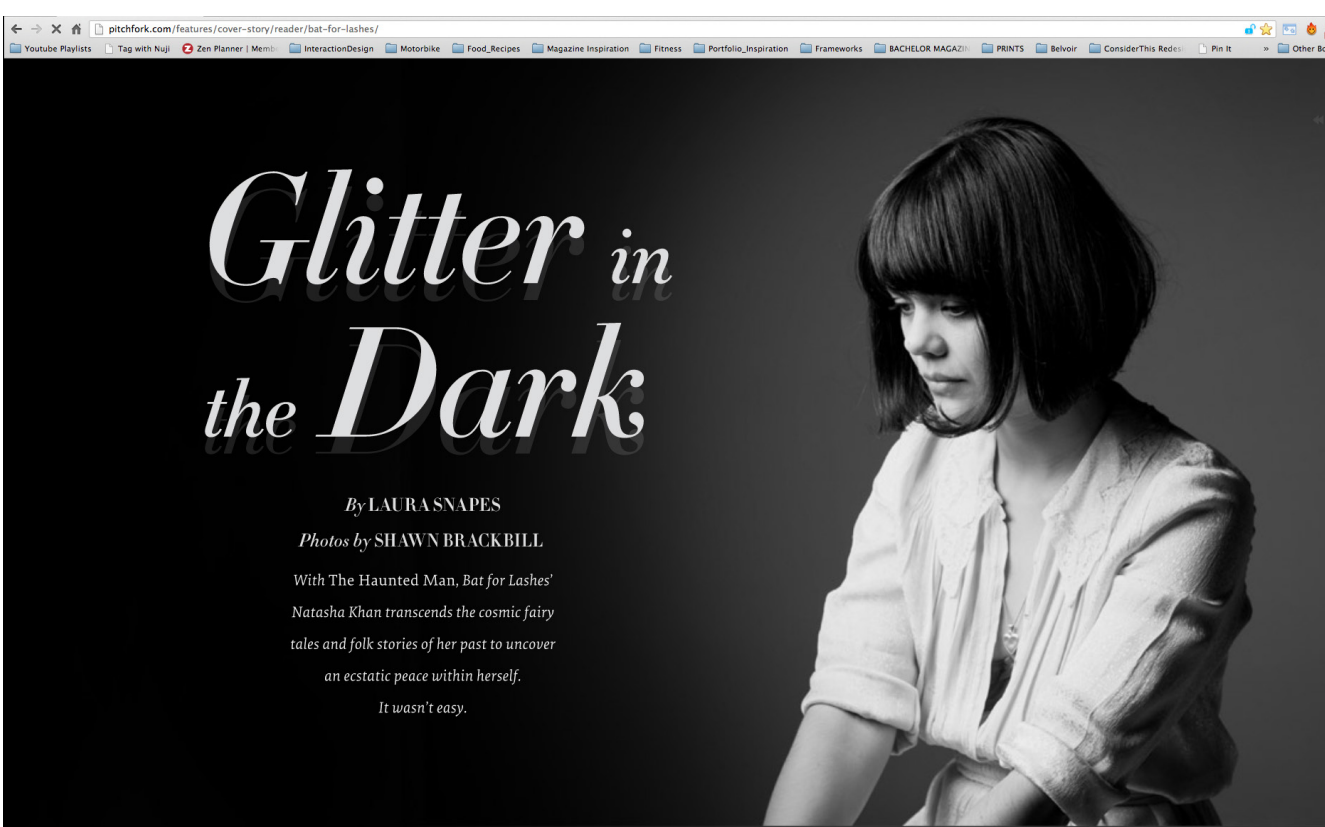 pitchfork.com/features/cover-story/reader/bat-for-lashes/
Youtube Playlists Tag with Nuji Zen Planner | Memb InteractionDesign Motorbike Food_Recipes Magazine Inspiration Fitness Portfolio_Inspiration Frameworks BACHELOR MAGAZIN PRINTS Belvoir ConsiderThis Redesi Pin It » Other Bo
Glitter in
the Dark
By LAURA SNAPES
Photos by SHAWN BRACKBILL
With The Haunted Man, Bat for Lashes’
Natasha Khan transcends the cosmic fairy
tales and folk stories of her past to uncover
an ecstatic peace within herself.
It wasn’t easy.